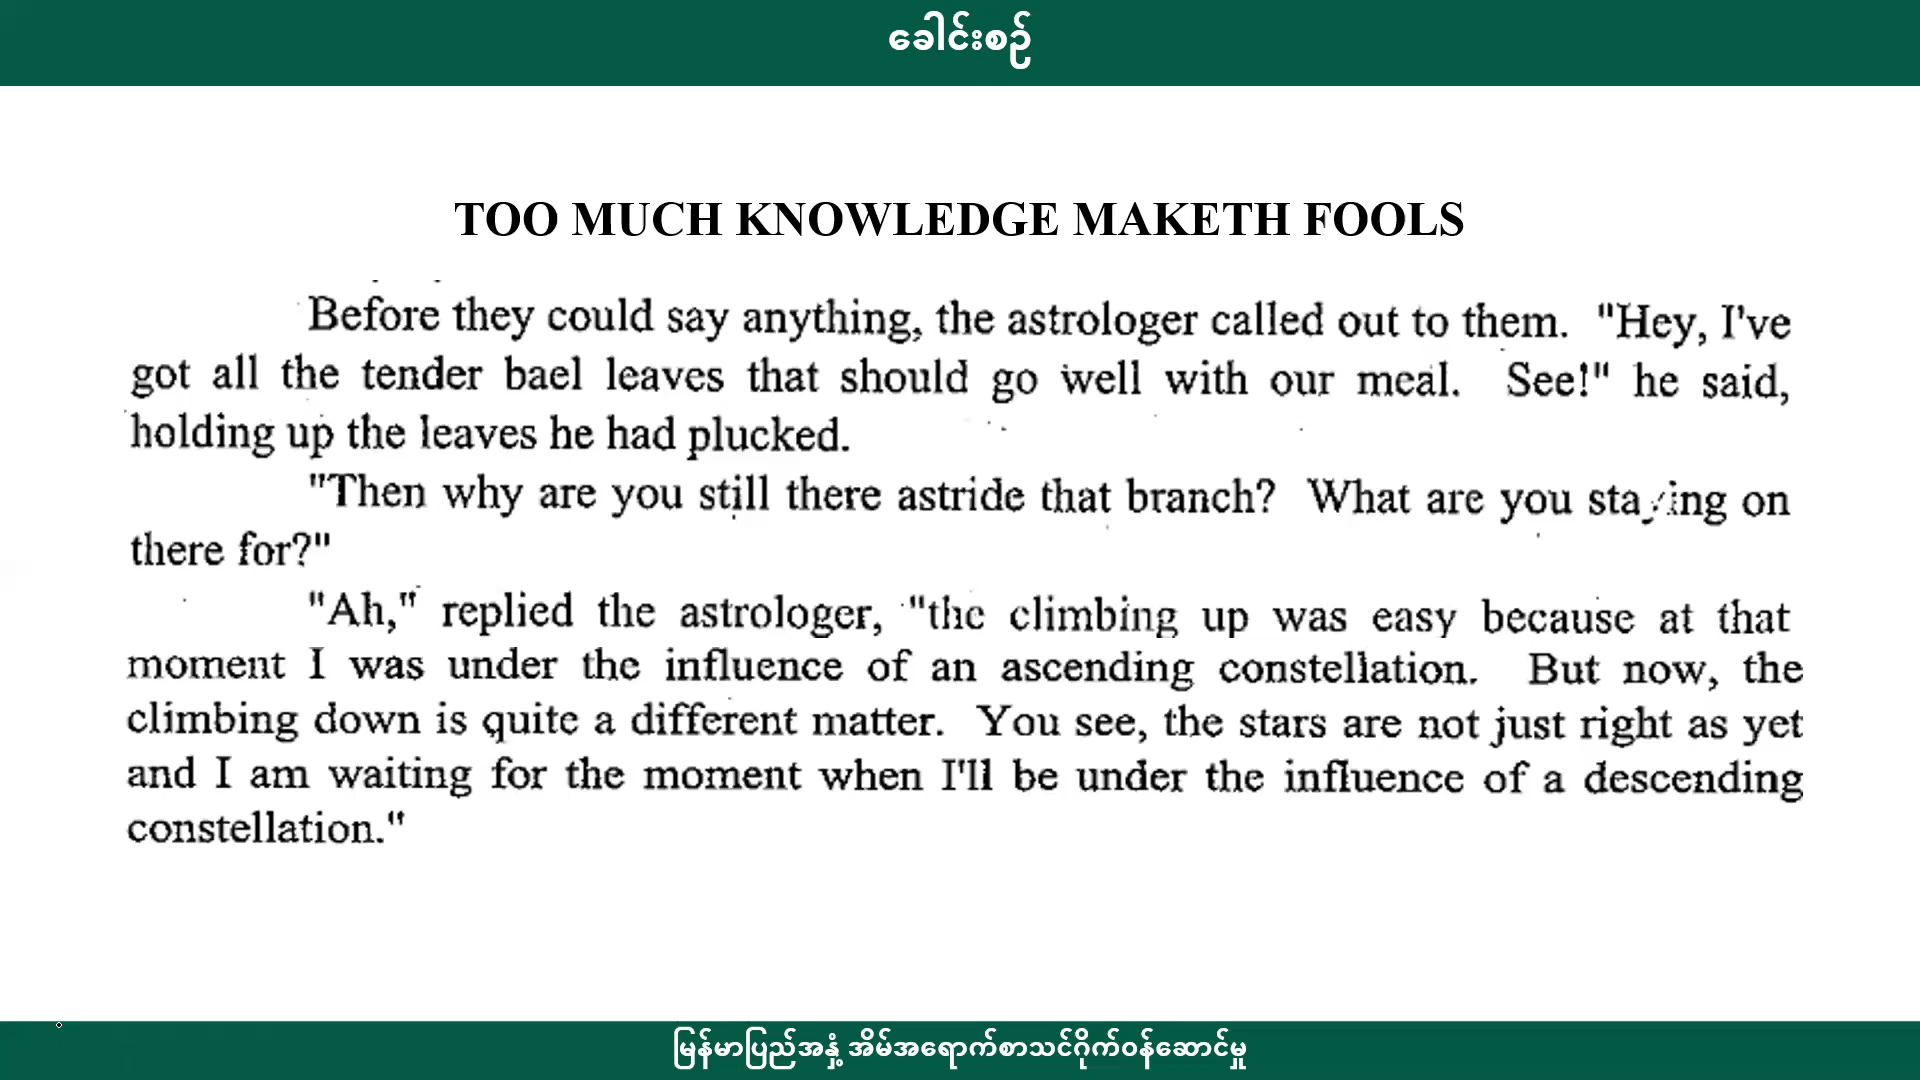 ခေါင်းစဉ်
TOO MUCH KNOWLEDGE MAKETH FOOLS
Before they could say anything, the astrologer called out to them. "Hey, I've
got all the tender bael leaves that should go well with our meal. See!" he said,
holding up the leaves he had plucked.
"Then why are you still there astride that branch? What are you staying on
there for?"
"Ah," replied the astrologer, "the climbing up was easy because at that
moment I was under the influence of an ascending constellation. But now, the
climbing down is quite a different matter. You see, the stars are not just right as yet
and I am waiting for the moment when I'll be under the influence of a descending
constellation."
မြန်မာပြည်အနှံ့ အိမ်အရောက်စာသင်ဂိုက်ဝန်ဆောင်မှု